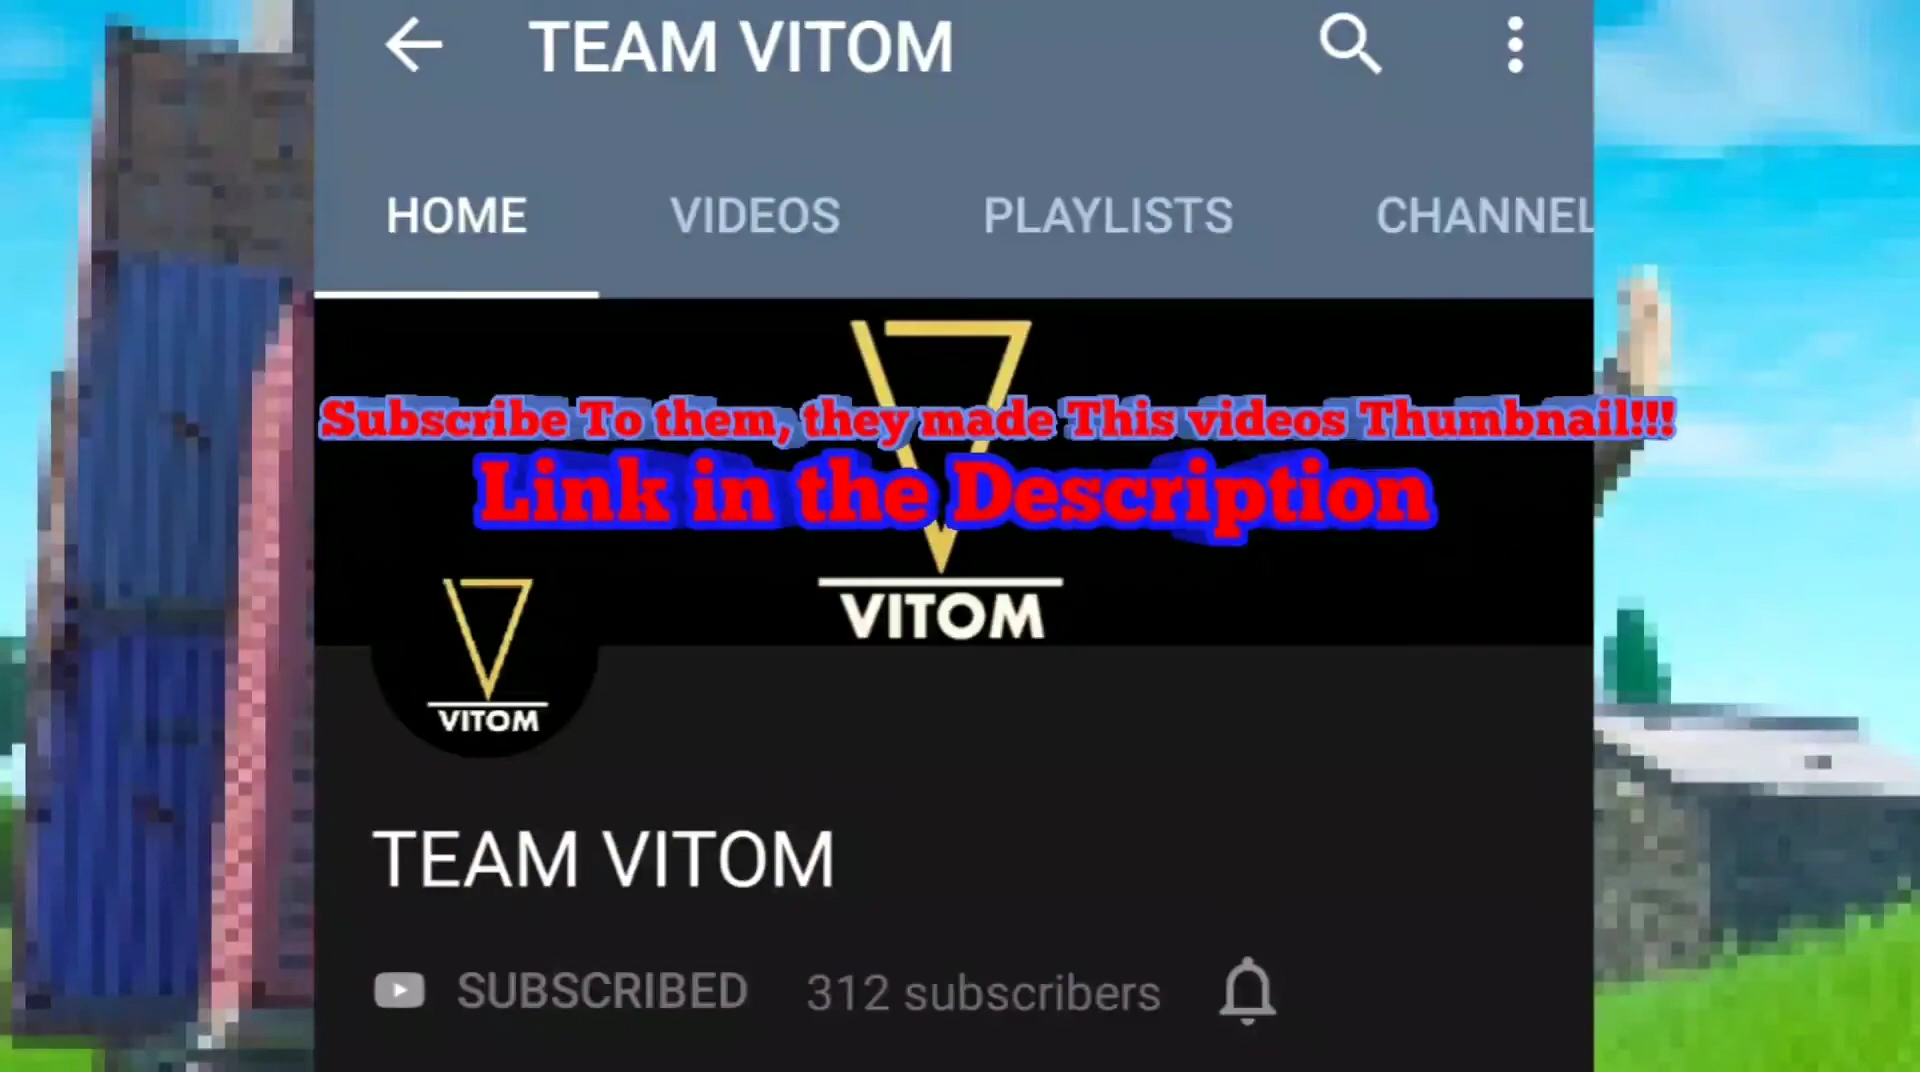 TEAM VITOM
HOME VIDEOS PLAYLISTS CHANNEL
Subscribe To them, they made This videos Thumbnail!!!
Link in the Description
VITOM
VITOM
TEAM VITOM
SUBSCRIBED 312 subscribers